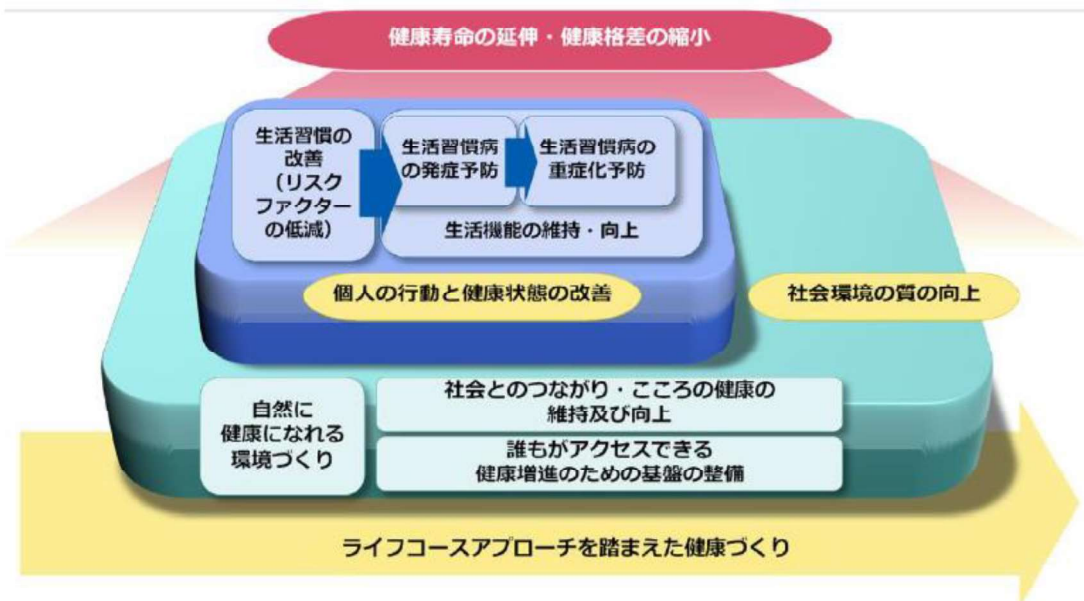 健康寿命の延伸・健康格差の縮小
生活習慣の
改善
（リスク
ファクター
の低減）
生活習慣病
の発症予防
生活習慣病の
重症化予防
生活機能の維持・向上
個人の行動と健康状態の改善
社会環境の質の向上
自然に
健康になれる
環境づくり
社会とのつながり・こころの健康の
維持及び向上
誰もがアクセスできる
健康増進のための基盤の整備
ライフコースアプローチを踏まえた健康づくり